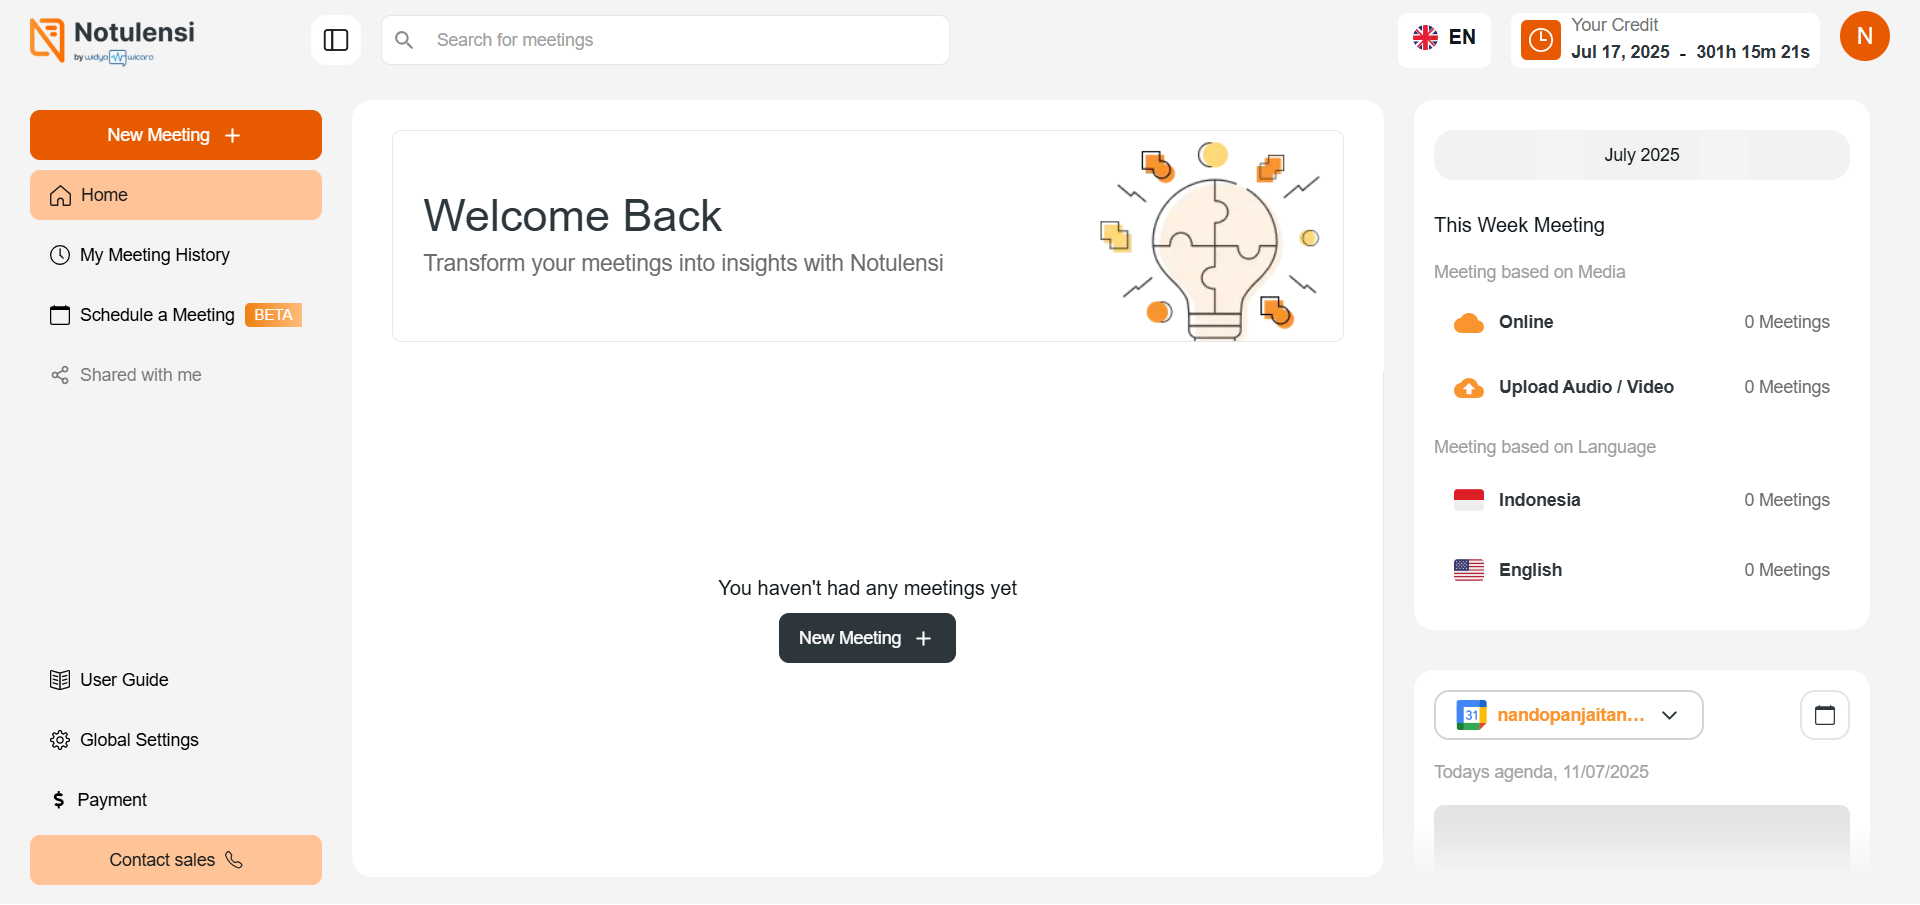 Notulensi
by widya wicara
Search for meetings
EN
Your Credit
Jul 17, 2025 - 301h 15m 21s
N
New Meeting +
Home
My Meeting History
Schedule a Meeting BETA
Shared with me
User Guide
Global Settings
$ Payment
Contact sales
Welcome Back
Transform your meetings into insights with Notulensi
You haven't had any meetings yet
New Meeting +
July 2025
This Week Meeting
Meeting based on Media
Online 0 Meetings
Upload Audio / Video 0 Meetings
Meeting based on Language
Indonesia 0 Meetings
English 0 Meetings
31 nandopanjaitan...
Todays agenda, 11/07/2025